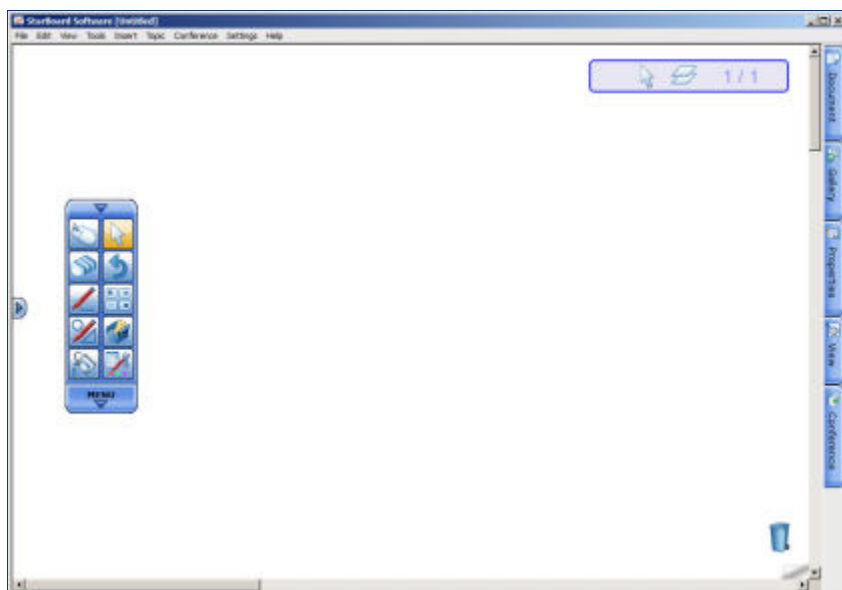 StarBoard Software [Untitled]
File Edit View Tools Insert Topic Conference Settings Help
1 / 1
Document
Gallery
Properties
View
Conference
MENU